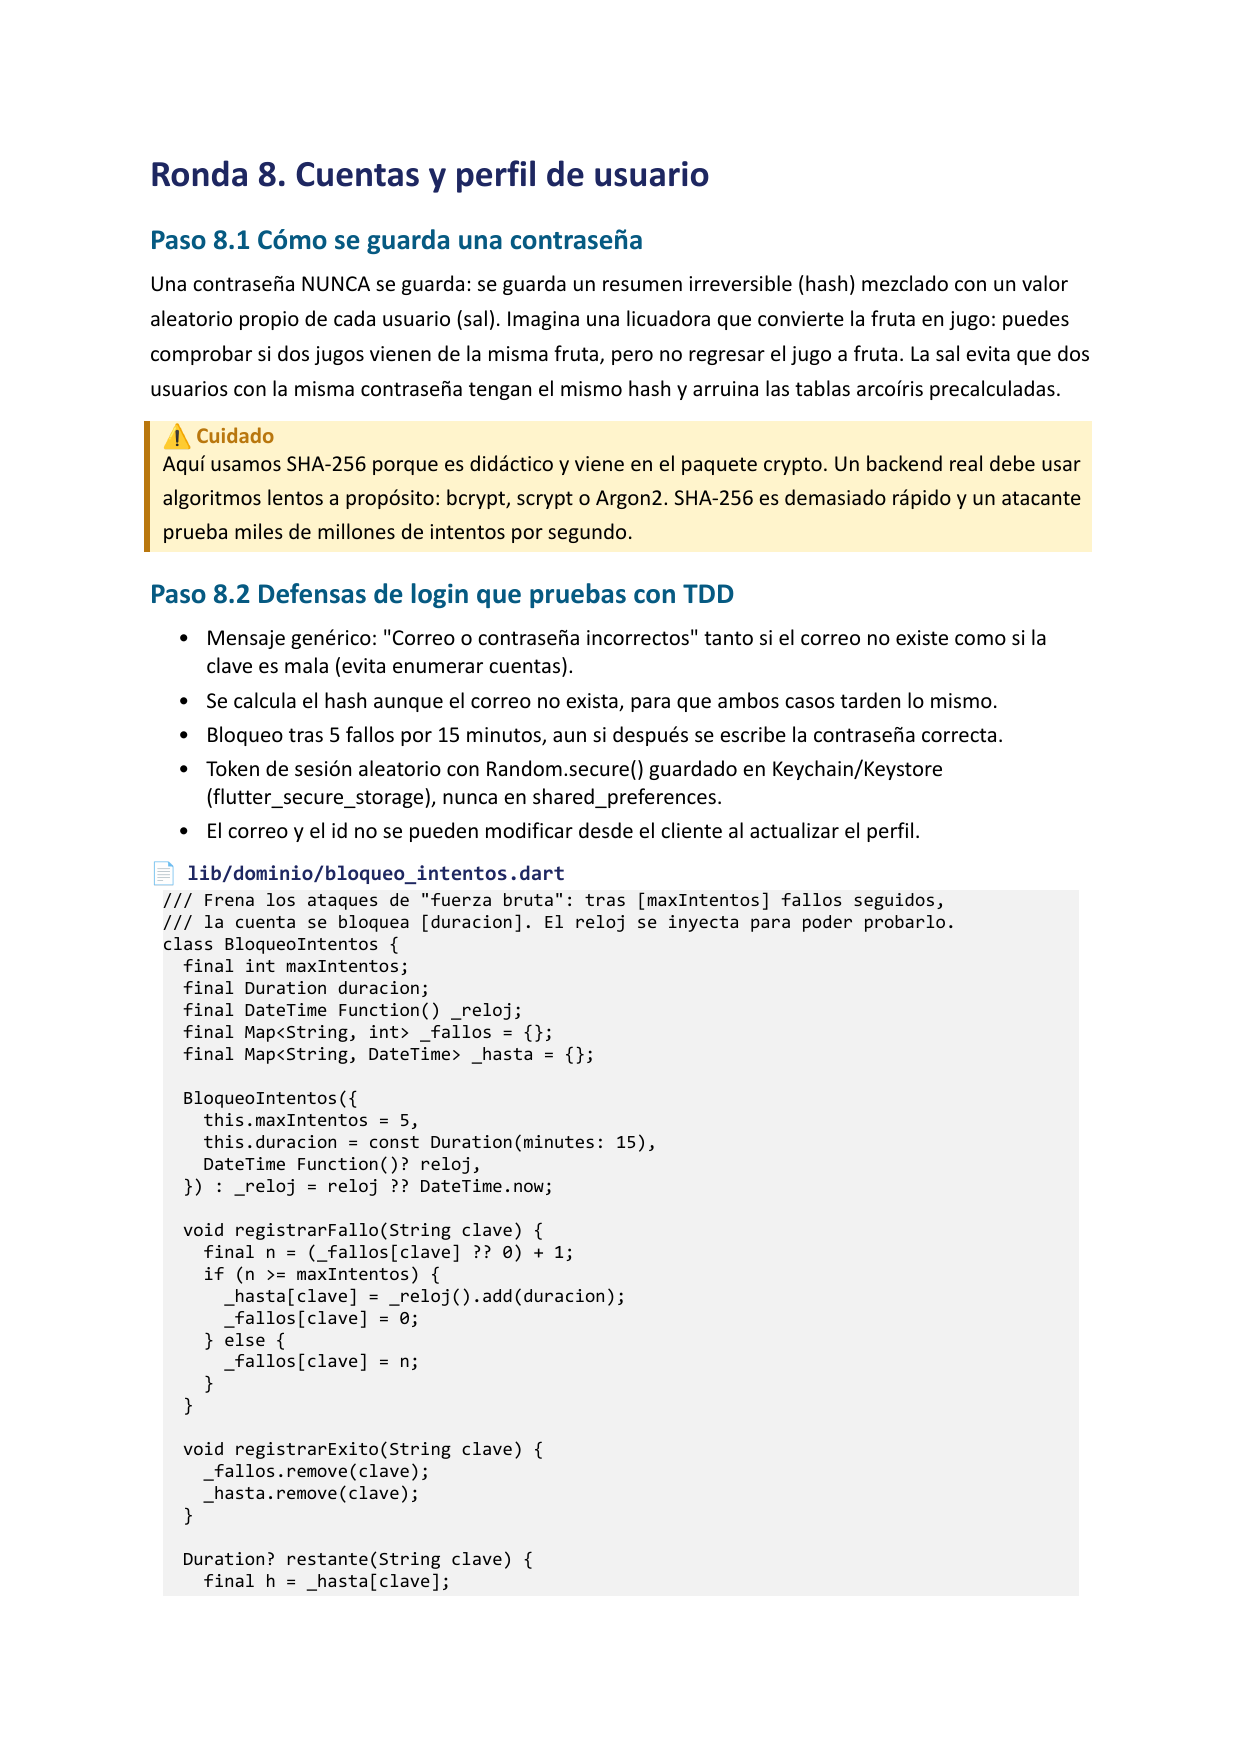 Ronda 8. Cuentas y perfil de usuario
Paso 8.1 Cómo se guarda una contraseña
Una contraseña NUNCA se guarda: se guarda un resumen irreversible (hash) mezclado con un valor
aleatorio propio de cada usuario (sal). Imagina una licuadora que convierte la fruta en jugo: puedes
comprobar si dos jugos vienen de la misma fruta, pero no regresar el jugo a fruta. La sal evita que dos
usuarios con la misma contraseña tengan el mismo hash y arruina las tablas arcoíris precalculadas.
⚠️ Cuidado
Aquí usamos SHA-256 porque es didáctico y viene en el paquete crypto. Un backend real debe usar
algoritmos lentos a propósito: bcrypt, scrypt o Argon2. SHA-256 es demasiado rápido y un atacante
prueba miles de millones de intentos por segundo.
Paso 8.2 Defensas de login que pruebas con TDD
• Mensaje genérico: "Correo o contraseña incorrectos" tanto si el correo no existe como si la
clave es mala (evita enumerar cuentas).
• Se calcula el hash aunque el correo no exista, para que ambos casos tarden lo mismo.
• Bloqueo tras 5 fallos por 15 minutos, aun si después se escribe la contraseña correcta.
• Token de sesión aleatorio con Random.secure() guardado en Keychain/Keystore
(flutter_secure_storage), nunca en shared_preferences.
• El correo y el id no se pueden modificar desde el cliente al actualizar el perfil.
📄 lib/dominio/bloqueo_intentos.dart
/// Frena los ataques de "fuerza bruta": tras [maxIntentos] fallos seguidos,
/// la cuenta se bloquea [duracion]. El reloj se inyecta para poder probarlo.
class BloqueoIntentos {
  final int maxIntentos;
  final Duration duracion;
  final DateTime Function() _reloj;
  final Map<String, int> _fallos = {};
  final Map<String, DateTime> _hasta = {};

  BloqueoIntentos({
    this.maxIntentos = 5,
    this.duracion = const Duration(minutes: 15),
    DateTime Function()? reloj,
  }) : _reloj = reloj ?? DateTime.now;

  void registrarFallo(String clave) {
    final n = (_fallos[clave] ?? 0) + 1;
    if (n >= maxIntentos) {
      _hasta[clave] = _reloj().add(duracion);
      _fallos[clave] = 0;
    } else {
      _fallos[clave] = n;
    }
  }

  void registrarExito(String clave) {
    _fallos.remove(clave);
    _hasta.remove(clave);
  }

  Duration? restante(String clave) {
    final h = _hasta[clave];